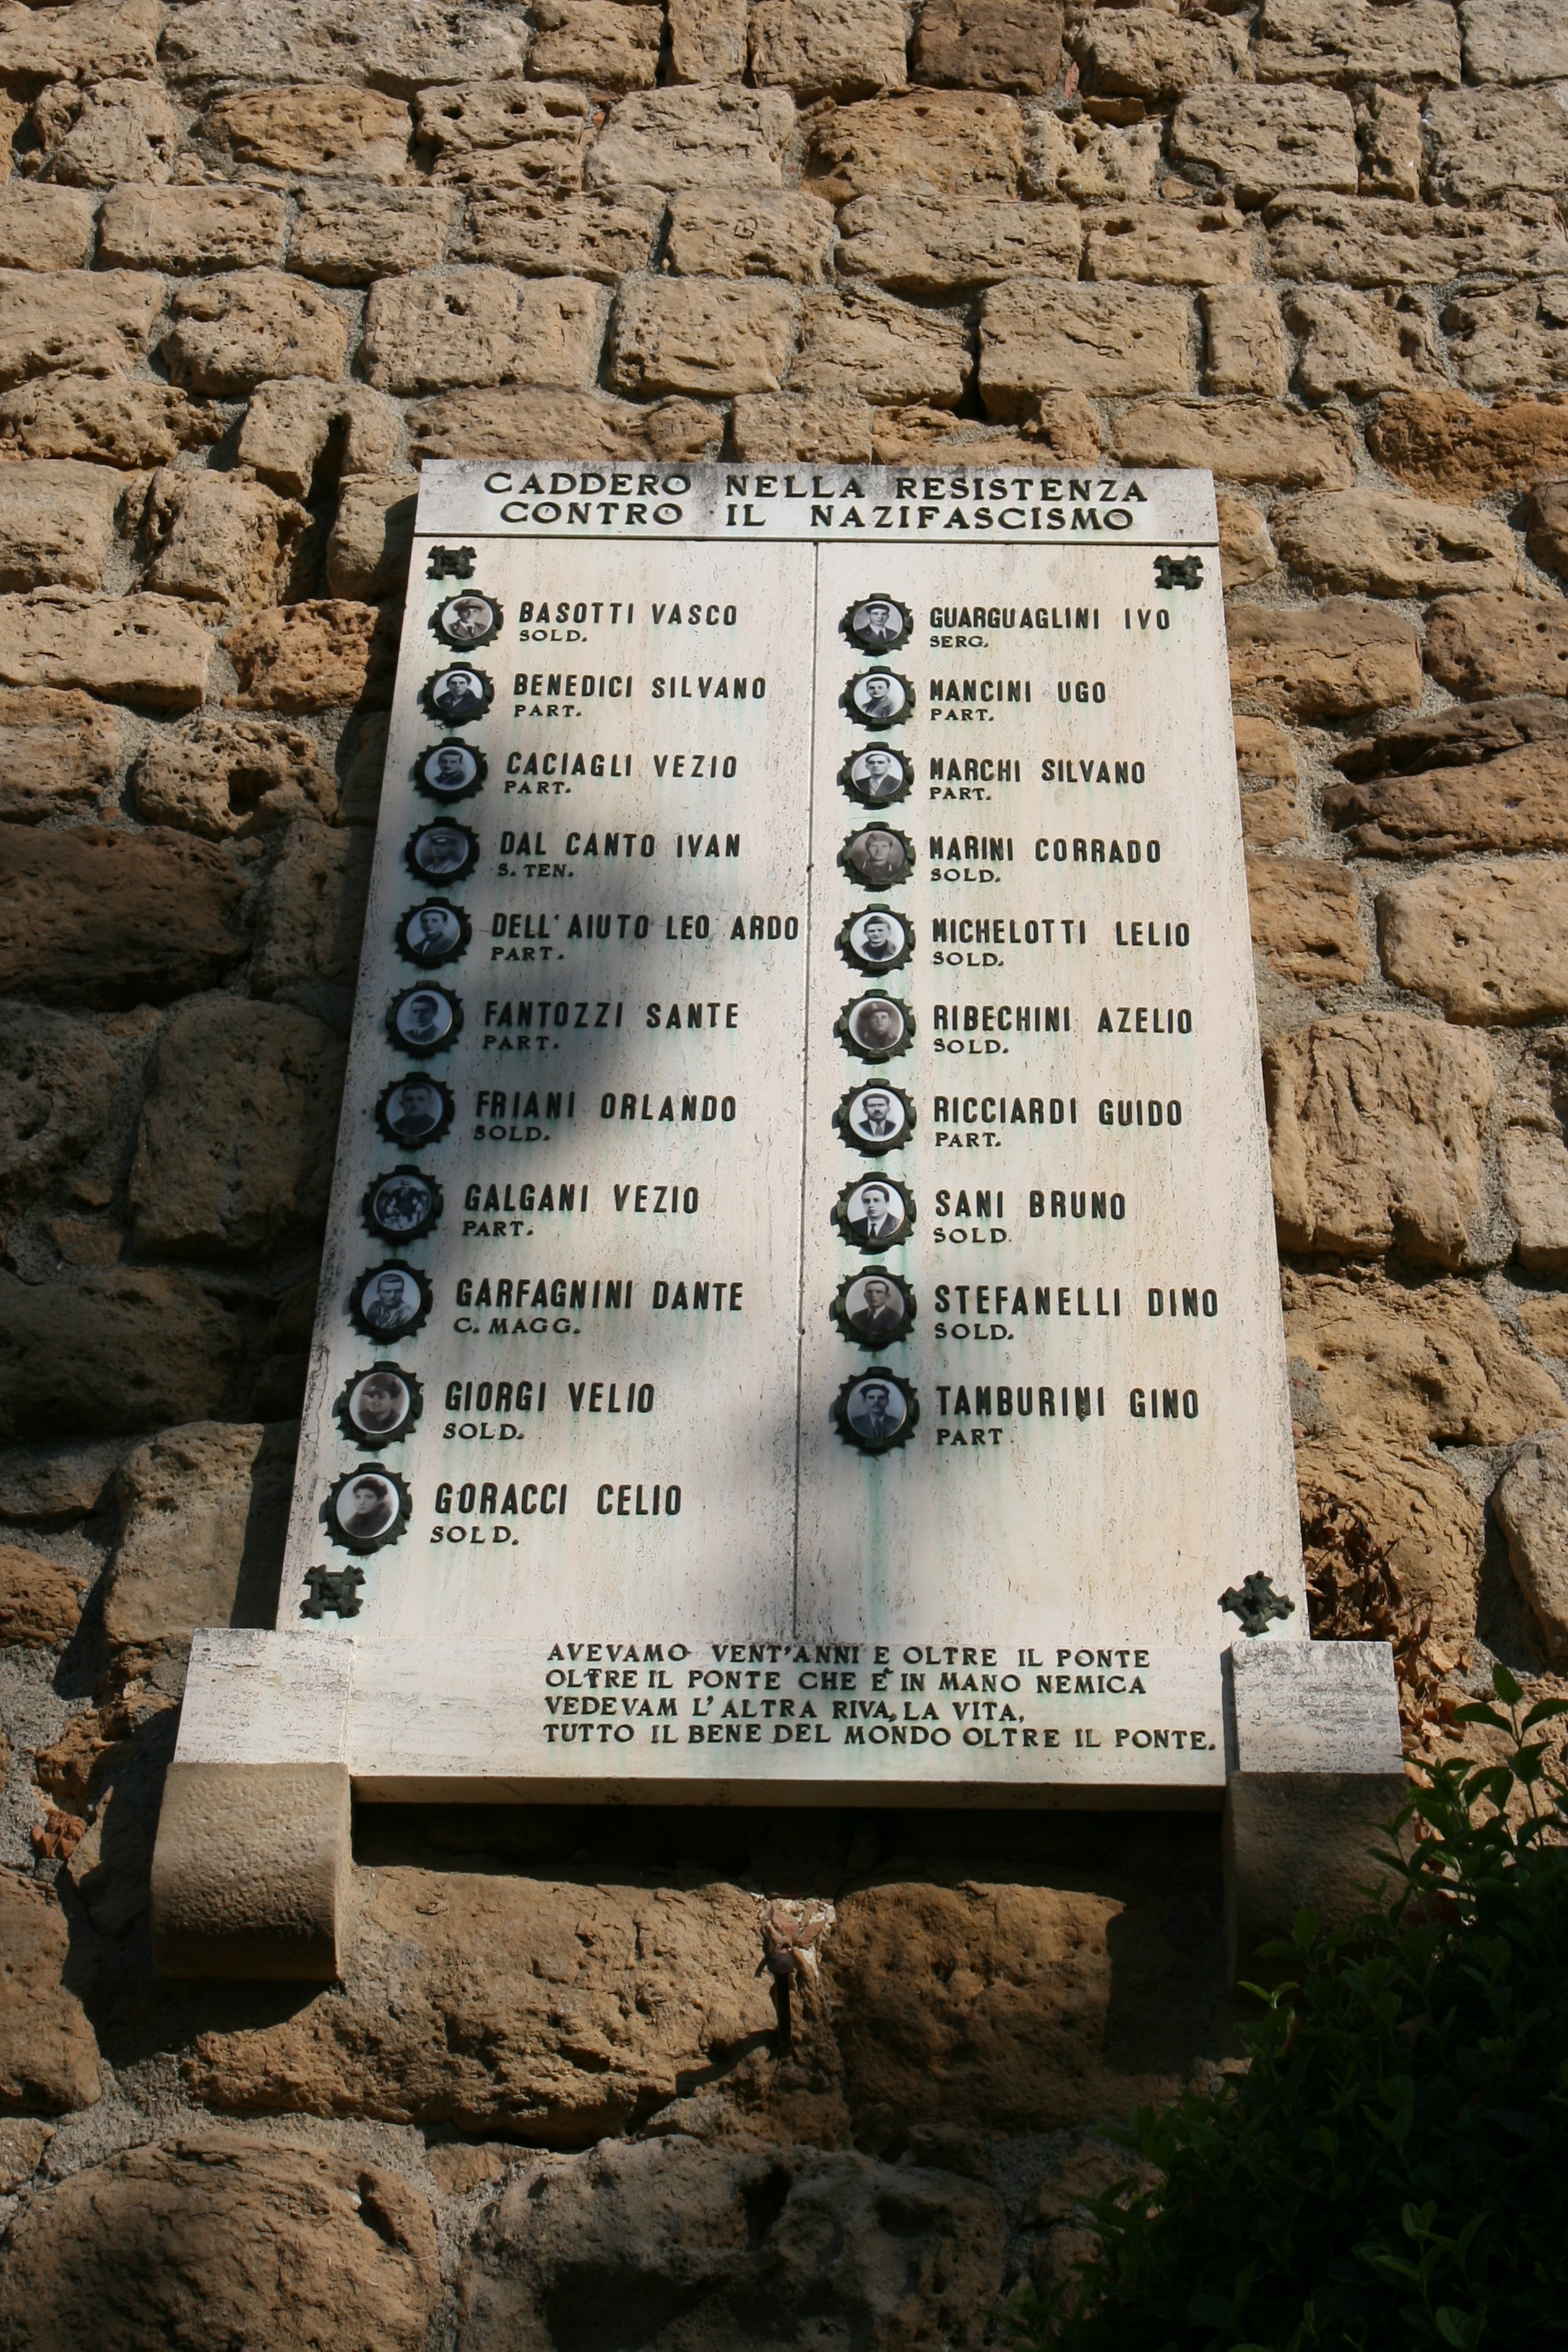 CADDERO NELLA RESISTENZA
CONTRO IL NAZIFASCISMO
BASOTTI VASCO
SOLD.
BENEDICI SILVANO
PART.
CACIAGLI VEZIO
PART.
DAL CANTO IVAN
S. TEN.
DELL'AIUTO LEO ARDO
PART.
FANTOZZI SANTE
PART.
FRIANI ORLANDO
SOLD.
GALGANI VEZIO
PART.
GARFAGNINI DANTE
C. MAGG.
GIORGI VELIO
SOLD.
GORACCI CELIO
SOLD.
GUARGUAGLINI IVO
SERG.
MANCINI UGO
PART.
MARCHI SILVANO
PART.
MARINI CORRADO
SOLD.
MICHELOTTI LELIO
SOLD.
RIBECHINI AZELIO
SOLD.
RICCIARDI GUIDO
PART.
SANI BRUNO
SOLD.
STEFANELLI DINO
SOLD.
TAMBURINI GINO
PART.
AVEVAMO VENT'ANNI E OLTRE IL PONTE
OLTRE IL PONTE CHE È IN MANO NEMICA
VEDEVAM L'ALTRA RIVA, LA VITA,
TUTTO IL BENE DEL MONDO OLTRE IL PONTE.